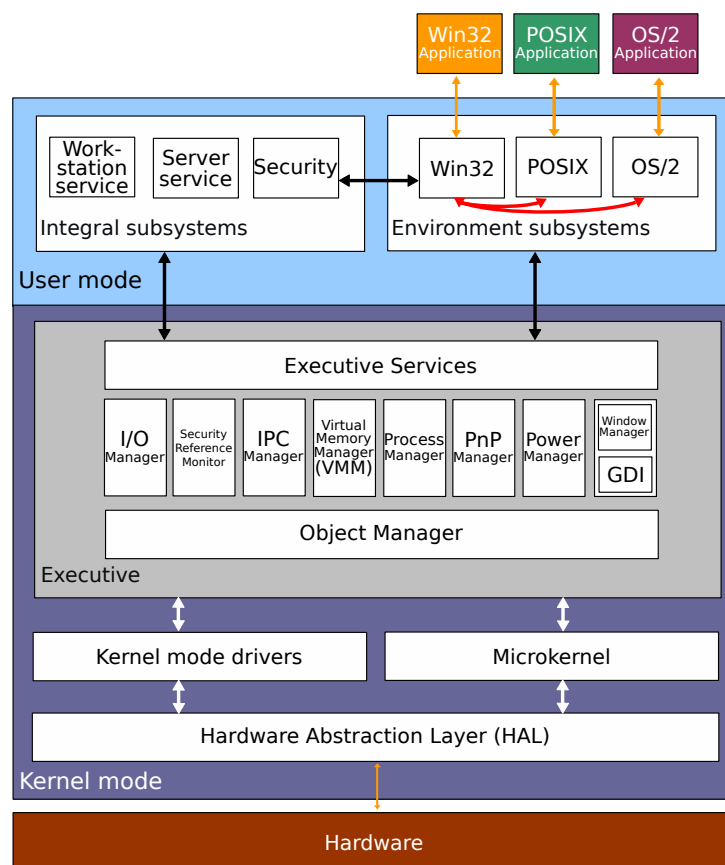 Win32
Application
POSIX
Application
OS/2
Application
Work-
station
service
Server
service
Security
Integral subsystems
Win32
POSIX
OS/2
Environment subsystems
User mode
Executive Services
I/O
Manager
Security
Reference
Monitor
IPC
Manager
Virtual
Memory
Manager
(VMM)
Process
Manager
PnP
Manager
Power
Manager
Window
Manager
GDI
Object Manager
Executive
Kernel mode drivers
Microkernel
Hardware Abstraction Layer (HAL)
Kernel mode
Hardware